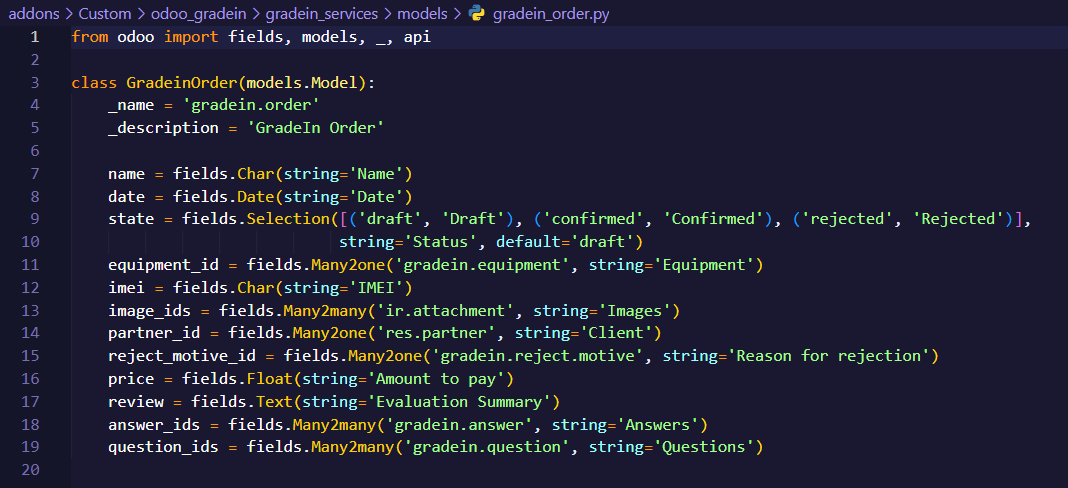 addons > Custom > odoo_gradein > gradein_services > models > gradein_order.py
1 from odoo import fields, models, _, api
2
3 class GradeinOrder(models.Model):
4     _name = 'gradein.order'
5     _description = 'GradeIn Order'
6
7     name = fields.Char(string='Name')
8     date = fields.Date(string='Date')
9     state = fields.Selection([('draft', 'Draft'), ('confirmed', 'Confirmed'), ('rejected', 'Rejected')],
10                              string='Status', default='draft')
11     equipment_id = fields.Many2one('gradein.equipment', string='Equipment')
12     imei = fields.Char(string='IMEI')
13     image_ids = fields.Many2many('ir.attachment', string='Images')
14     partner_id = fields.Many2one('res.partner', string='Client')
15     reject_motive_id = fields.Many2one('gradein.reject.motive', string='Reason for rejection')
16     price = fields.Float(string='Amount to pay')
17     review = fields.Text(string='Evaluation Summary')
18     answer_ids = fields.Many2many('gradein.answer', string='Answers')
19     question_ids = fields.Many2many('gradein.question', string='Questions')
20